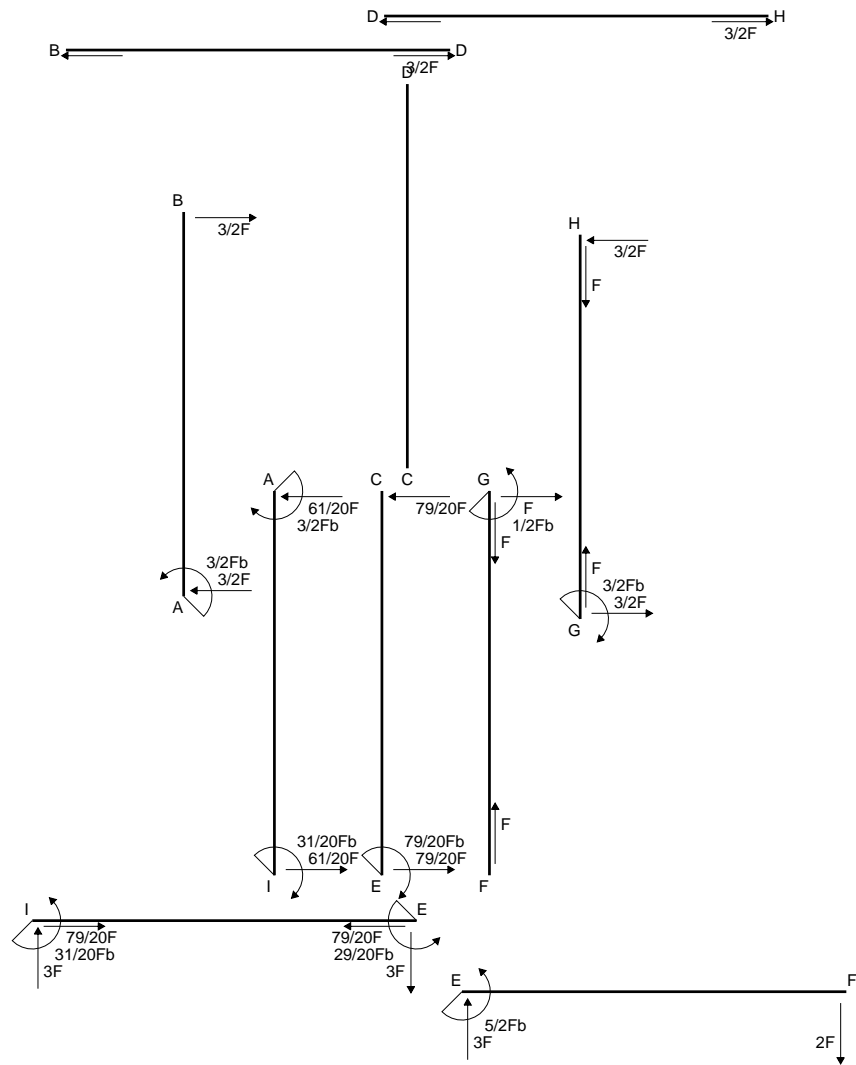 D H
3/2F
B D
3/2F
D
B
3/2F
H
3/2F
F
A C C G
61/20F 79/20F F
3/2Fb 1/2Fb
F
3/2Fb F
3/2F 3/2Fb
A 3/2F
G
F
31/20Fb 79/20Fb
61/20F 79/20F
I E F
I E
79/20F 79/20F
31/20Fb 29/20Fb
3F 3F
E F
5/2Fb
3F 2F